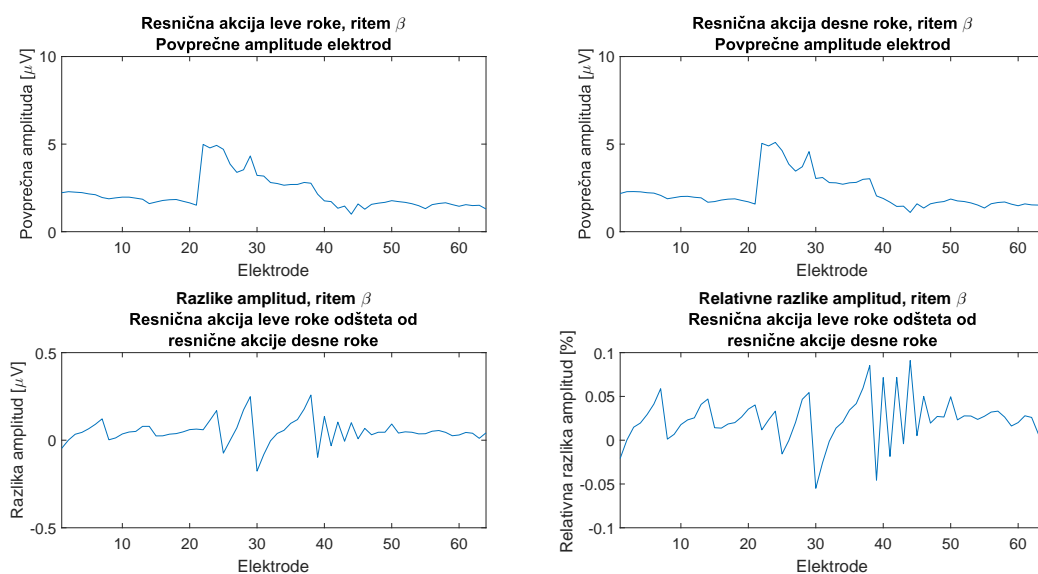 Resnična akcija leve roke, ritem β
Povprečne amplitude elektrod
Povprečna amplituda [μV]
10
5
0
10
20
30
40
50
60
Elektrode
Resnična akcija desne roke, ritem β
Povprečne amplitude elektrod
Povprečna amplituda [μV]
10
5
0
10
20
30
40
50
60
Elektrode
Razlike amplitud, ritem β
Resnična akcija leve roke odšteta od
resnične akcije desne roke
Razlika amplitud [μV]
0.5
0
-0.5
10
20
30
40
50
60
Elektrode
Relativne razlike amplitud, ritem β
Resnična akcija leve roke odšteta od
resnične akcije desne roke
Relativna razlika amplitud [%]
0.1
0.05
0
-0.05
-0.1
10
20
30
40
50
60
Elektrode